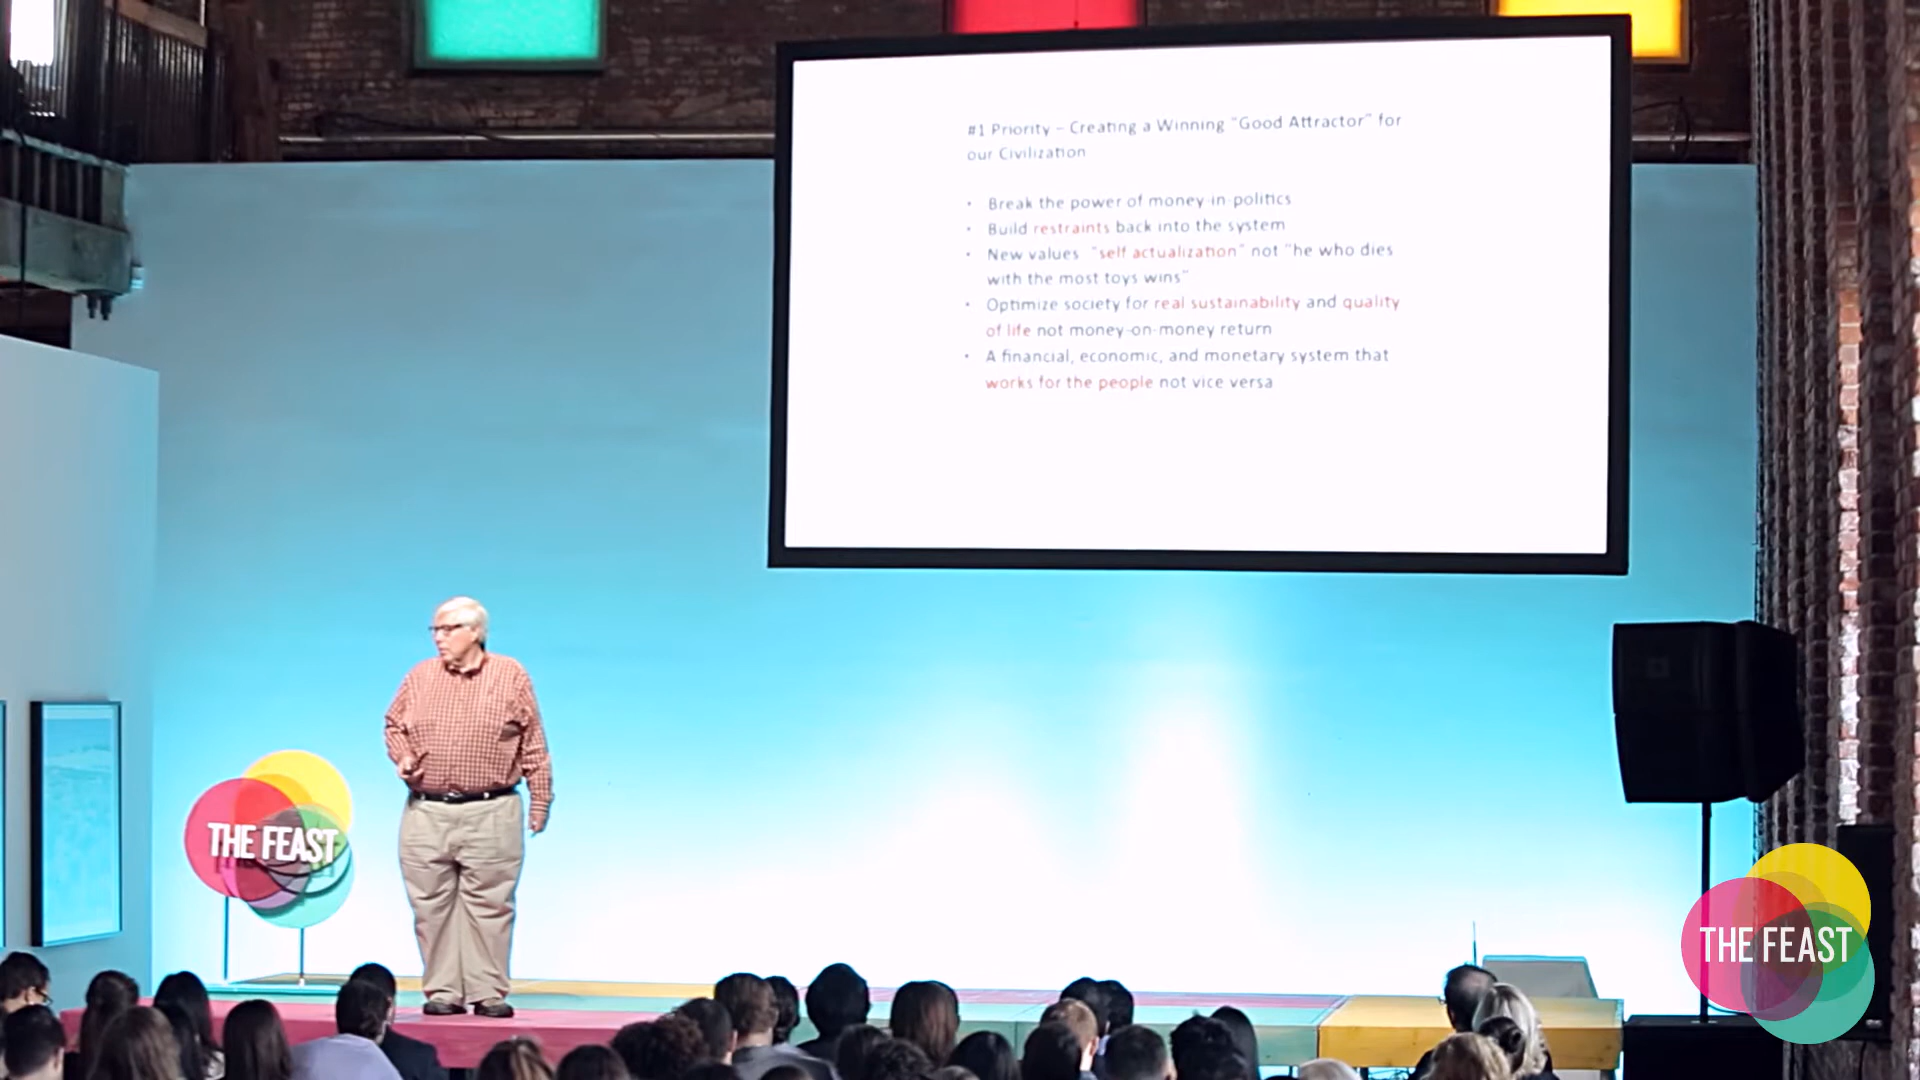 #1 Priority – Creating a Winning "Good Attractor" for
our Civilization
• Break the power of money-in-politics
• Build restraints back into the system
• New values "self actualization" not "he who dies
with the most toys wins"
• Optimize society for real sustainability and quality
of life not money-on-money return
• A financial, economic, and monetary system that
works for the people not vice versa
THE FEAST
THE FEAST